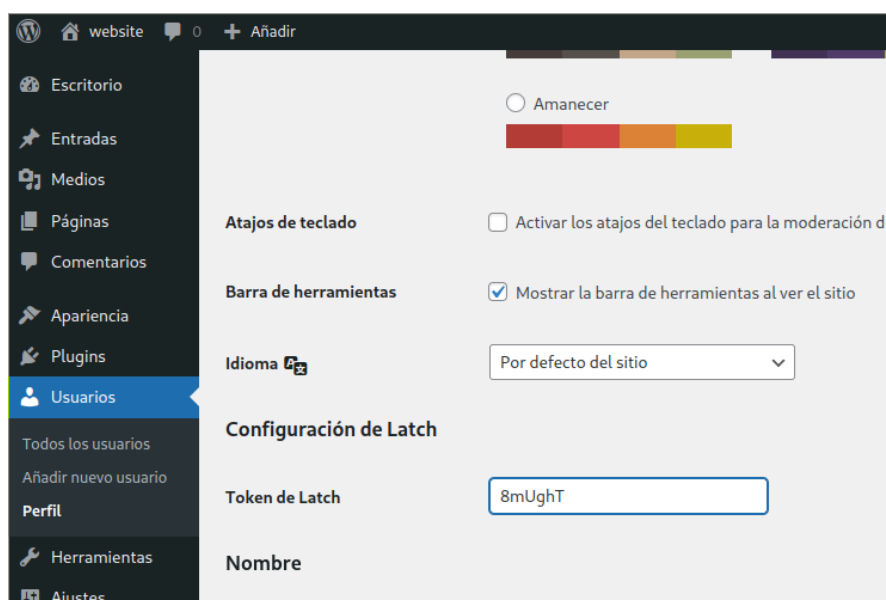 website 0 Añadir
Escritorio
Entradas
Medios
Páginas
Comentarios
Apariencia
Plugins
Usuarios
Todos los usuarios
Añadir nuevo usuario
Perfil
Herramientas
Ajustes
Amanecer
Atajos de teclado
Activar los atajos del teclado para la moderación d
Barra de herramientas
Mostrar la barra de herramientas al ver el sitio
Idioma
Por defecto del sitio
Configuración de Latch
Token de Latch
8mUghT
Nombre